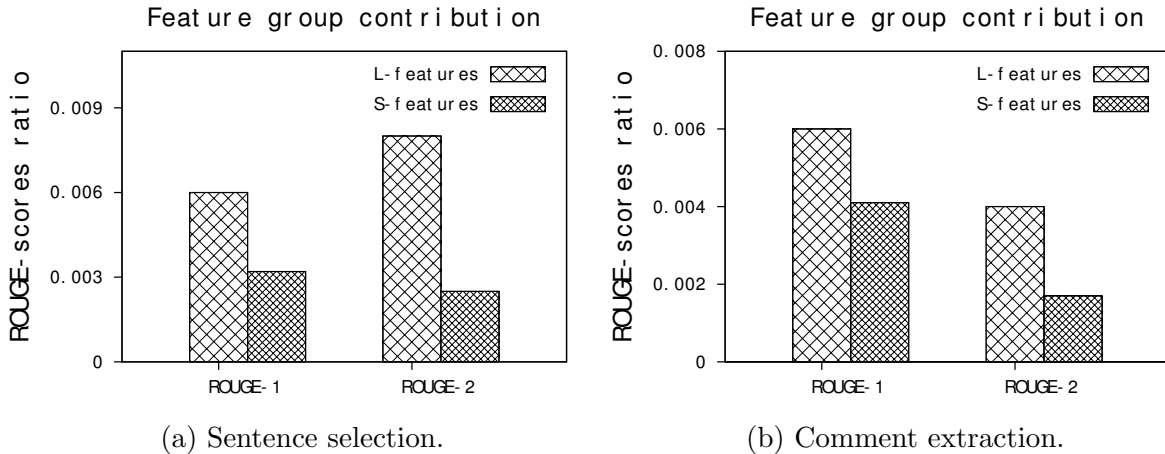 Feature group contribution
ROUGE-scores ratio
L-features
S-features
0.009
0.006
0.003
0
ROUGE-1 ROUGE-2
(a) Sentence selection.
Feature group contribution
ROUGE-scores ratio
L-features
S-features
0.008
0.006
0.004
0.002
0
ROUGE-1 ROUGE-2
(b) Comment extraction.